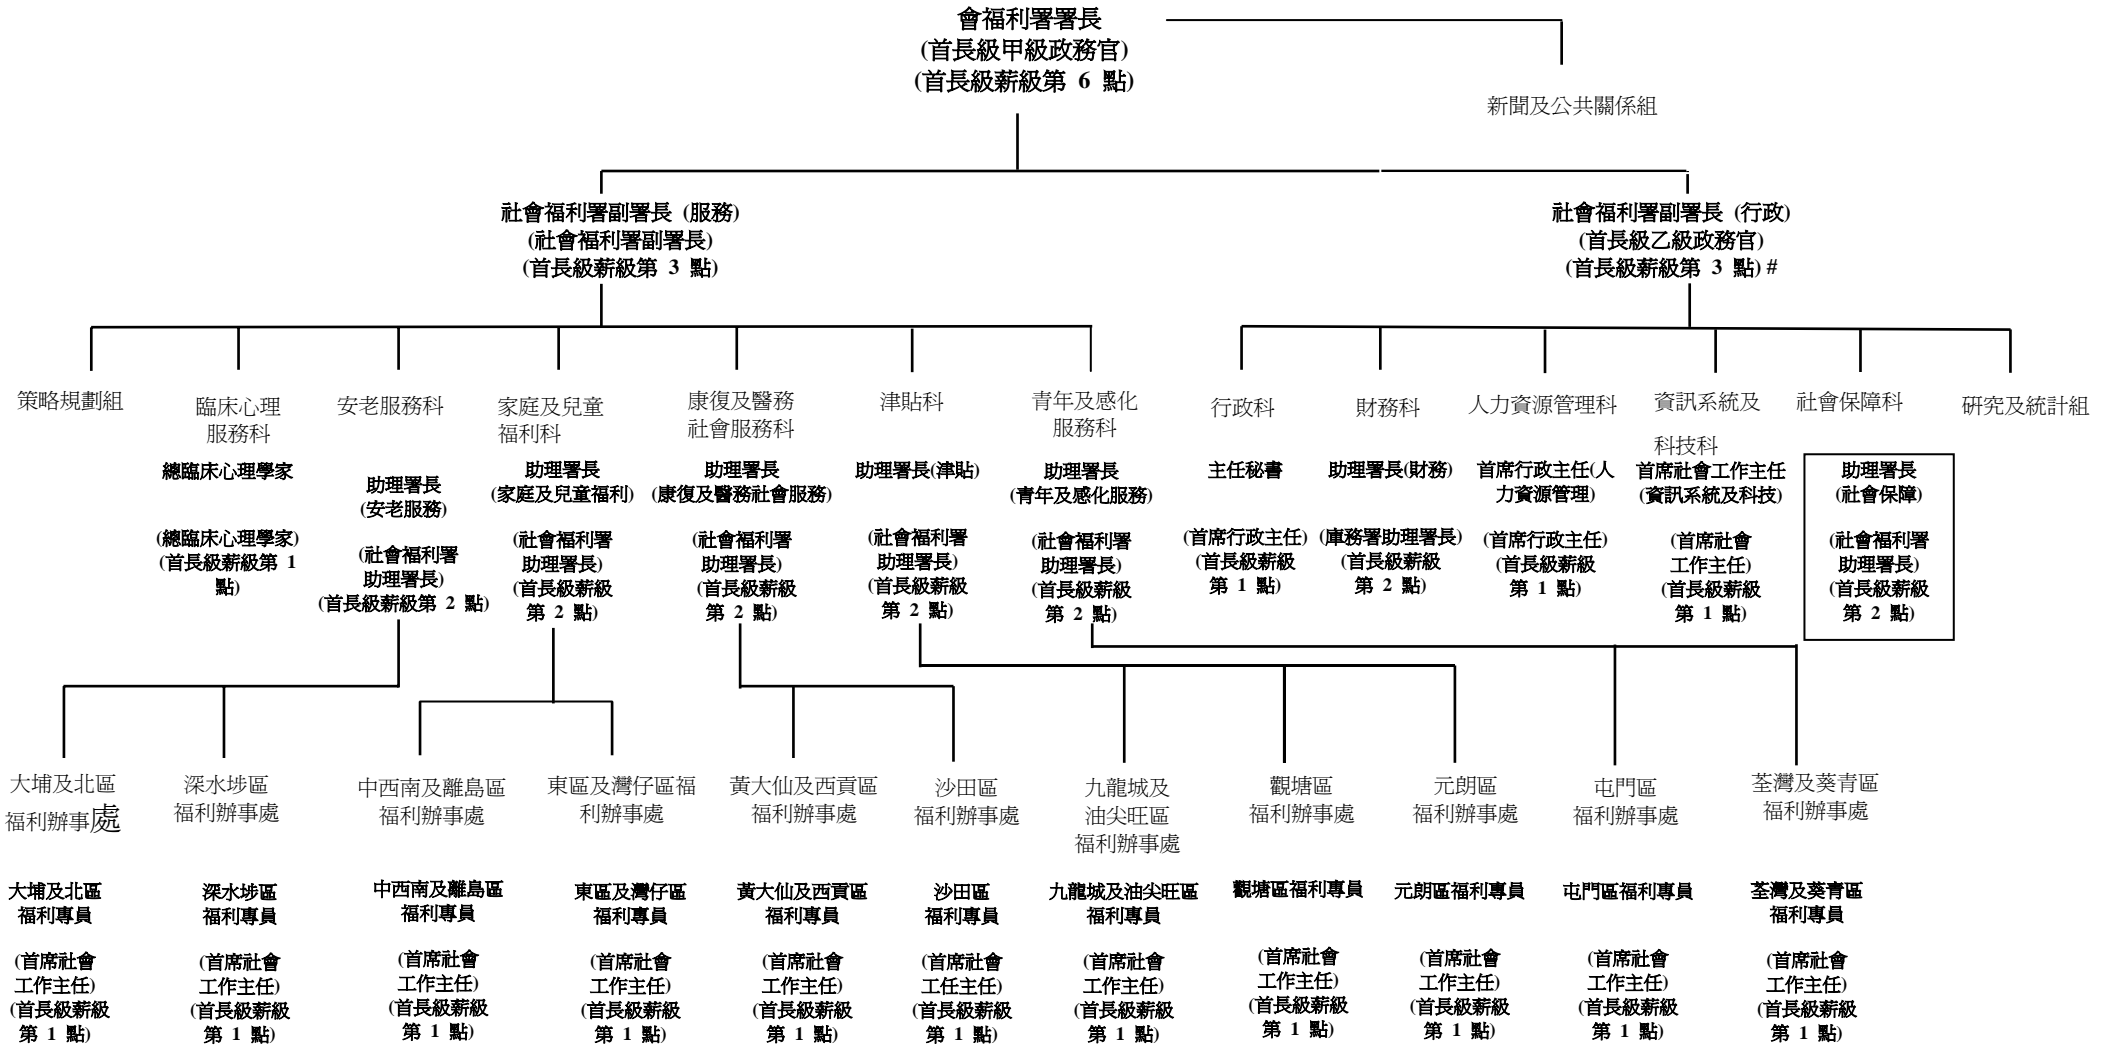 會福利署署長
(首長級甲級政務官)
(首長級薪級第 6 點)
新聞及公共關係組
社會福利署副署長 (服務)
(社會福利署副署長)
(首長級薪級第 3 點)
社會福利署副署長 (行政)
(首長級乙級政務官)
(首長級薪級第 3 點) #
策略規劃組
臨床心理
服務科
總臨床心理學家
(總臨床心理學家)
(首長級薪級第 1
點)
安老服務科
助理署長
(安老服務)
(社會福利署
助理署長)
(首長級薪級第 2 點)
家庭及兒童
福利科
助理署長
(家庭及兒童福利)
(社會福利署
助理署長)
(首長級薪級
第 2 點)
康復及醫務
社會服務科
助理署長
(康復及醫務社會服務)
(社會福利署
助理署長)
(首長級薪級
第 2 點)
津貼科
助理署長(津貼)
(社會福利署
助理署長)
(首長級薪級
第 2 點)
青年及感化
服務科
助理署長
(青年及感化服務)
(社會福利署
助理署長)
(首長級薪級
第 2 點)
行政科
主任秘書
(首席行政主任)
(首長級薪級
第 1 點)
財務科
助理署長(財務)
(庫務署助理署長)
(首長級薪級
第 2 點)
人力資源管理科
首席行政主任(人
力資源管理)
(首席行政主任)
(首長級薪級
第 1 點)
資訊系統及
科技科
首席社會工作主任
(資訊系統及科技)
(首席社會
工作主任)
(首長級薪級
第 1 點)
社會保障科
助理署長
(社會保障)
(社會福利署
助理署長)
(首長級薪級
第 2 點)
研究及統計組
大埔及北區
福利辦事處
大埔及北區
福利專員
(首席社會
工作主任)
(首長級薪級
第 1 點)
深水埗區
福利辦事處
深水埗區
福利專員
(首席社會
工作主任)
(首長級薪級
第 1 點)
中西南及離島區
福利辦事處
中西南及離島區
福利專員
(首席社會
工作主任)
(首長級薪級
第 1 點)
東區及灣仔區福
利辦事處
東區及灣仔區
福利專員
(首席社會
工作主任)
(首長級薪級
第 1 點)
黃大仙及西貢區
福利辦事處
黃大仙及西貢區
福利專員
(首席社會
工作主任)
(首長級薪級
第 1 點)
沙田區
福利辦事處
沙田區
福利專員
(首席社會
工任主任)
(首長級薪級
第 1 點)
九龍城及
油尖旺區
福利辦事處
九龍城及油尖旺區
福利專員
(首席社會
工作主任)
(首長級薪級
第 1 點)
觀塘區
福利辦事處
觀塘區福利專員
(首席社會
工作主任)
(首長級薪級
第 1 點)
元朗區
福利辦事處
元朗區福利專員
(首席社會
工作主任)
(首長級薪級
第 1 點)
屯門區
福利辦事處
屯門區福利專員
(首席社會
工作主任)
(首長級薪級
第 1 點)
荃灣及葵青區
福利辦事處
荃灣及葵青區
福利專員
(首席社會
工作主任)
(首長級薪級
第 1 點)